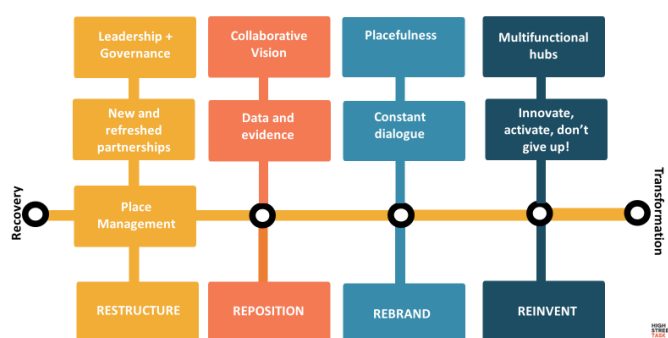 Leadership +
Governance
Collaborative
Vision
Placefulness
Multifunctional
hubs
New and
refreshed
partnerships
Data and
evidence
Constant
dialogue
Innovate,
activate, don't
give up!
Recovery
Place
Management
Transformation
RESTRUCTURE
REPOSITION
REBRAND
REINVENT
HIGH
STREE
TASK